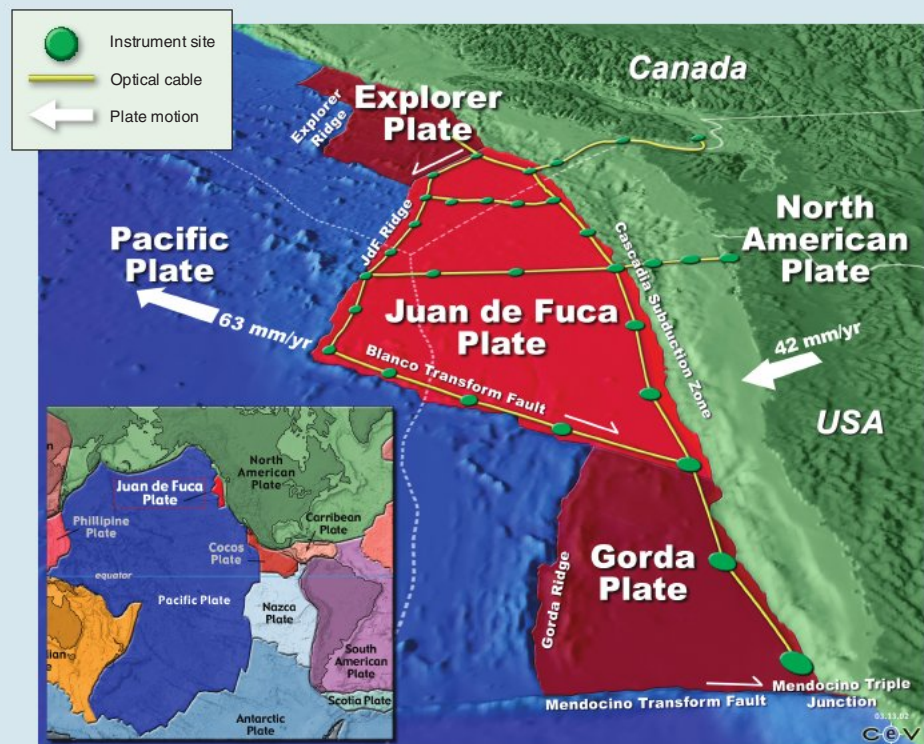 Instrument site
Optical cable
Plate motion
Canada
Explorer
Plate
Explorer
Ridge
North
American
Plate
Pacific
Plate
JdF Ridge
Cascadia Subduction Zone
63 mm/yr
Juan de Fuca
Plate
42 mm/yr
Blanco Transform Fault
USA
North
American
Plate
Juan de Fuca
Plate
Phillipine
Plate
Carribean
Plate
Cocos
Plate
equator
Pacific Plate
Nazca
Plate
South
American
Plate
Scotia Plate
Antarctic
Plate
Gorda
Plate
Gorda Ridge
Mendocino Transform Fault
Mendocino Triple
Junction
CeV